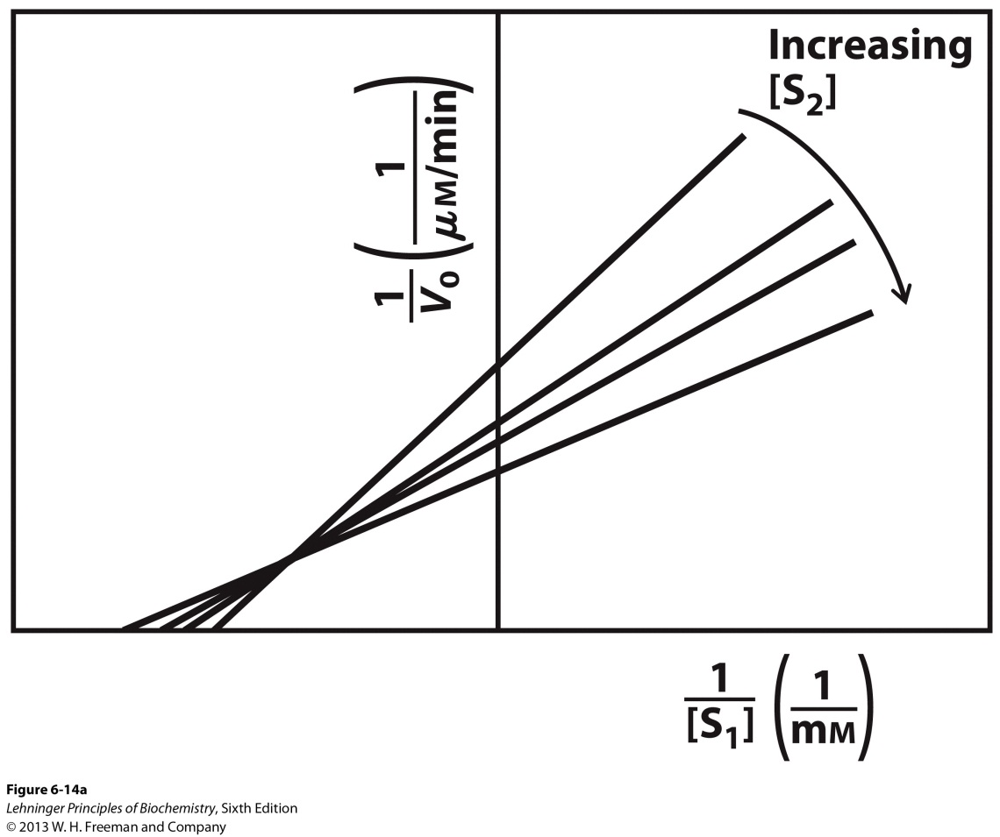 Increasing
[S2]
1/V0 (1/μM/min)
1/[S1] (1/mM)
Figure 6-14a
Lehninger Principles of Biochemistry, Sixth Edition
© 2013 W. H. Freeman and Company